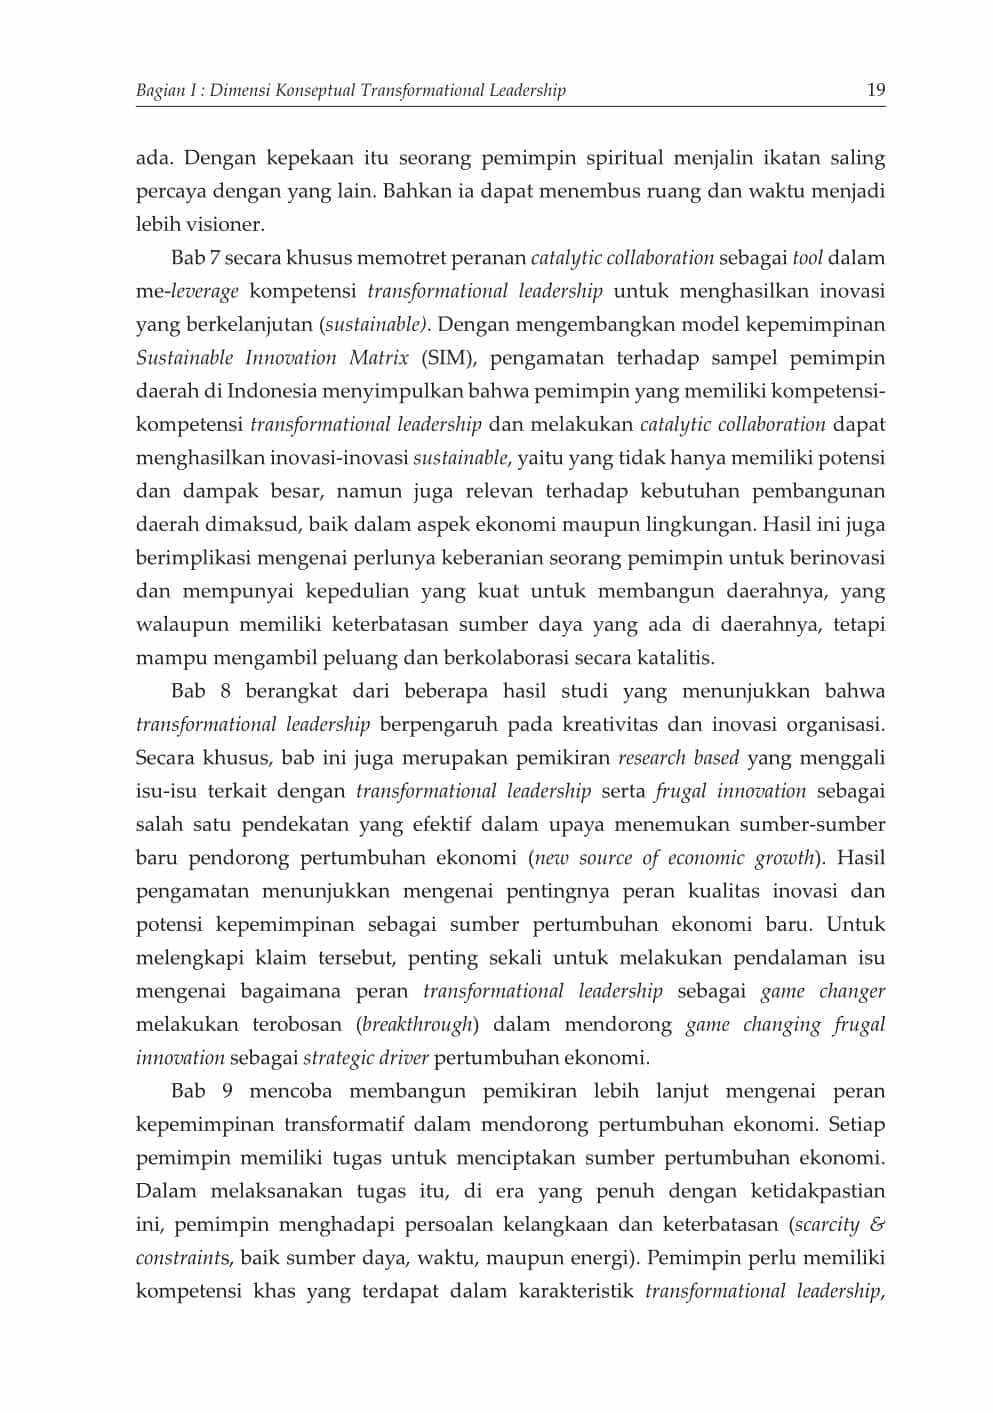 Bagian I : Dimensi Konseptual Transformational Leadership 19
ada. Dengan kepekaan itu seorang pemimpin spiritual menjalin ikatan saling
percaya dengan yang lain. Bahkan ia dapat menembus ruang dan waktu menjadi
lebih visioner.
Bab 7 secara khusus memotret peranan catalytic collaboration sebagai tool dalam
me-leverage kompetensi transformational leadership untuk menghasilkan inovasi
yang berkelanjutan (sustainable). Dengan mengembangkan model kepemimpinan
Sustainable Innovation Matrix (SIM), pengamatan terhadap sampel pemimpin
daerah di Indonesia menyimpulkan bahwa pemimpin yang memiliki kompetensi-
kompetensi transformational leadership dan melakukan catalytic collaboration dapat
menghasilkan inovasi-inovasi sustainable, yaitu yang tidak hanya memiliki potensi
dan dampak besar, namun juga relevan terhadap kebutuhan pembangunan
daerah dimaksud, baik dalam aspek ekonomi maupun lingkungan. Hasil ini juga
berimplikasi mengenai perlunya keberanian seorang pemimpin untuk berinovasi
dan mempunyai kepedulian yang kuat untuk membangun daerahnya, yang
walaupun memiliki keterbatasan sumber daya yang ada di daerahnya, tetapi
mampu mengambil peluang dan berkolaborasi secara katalitis.
Bab 8 berangkat dari beberapa hasil studi yang menunjukkan bahwa
transformational leadership berpengaruh pada kreativitas dan inovasi organisasi.
Secara khusus, bab ini juga merupakan pemikiran research based yang menggali
isu-isu terkait dengan transformational leadership serta frugal innovation sebagai
salah satu pendekatan yang efektif dalam upaya menemukan sumber-sumber
baru pendorong pertumbuhan ekonomi (new source of economic growth). Hasil
pengamatan menunjukkan mengenai pentingnya peran kualitas inovasi dan
potensi kepemimpinan sebagai sumber pertumbuhan ekonomi baru. Untuk
melengkapi klaim tersebut, penting sekali untuk melakukan pendalaman isu
mengenai bagaimana peran transformational leadership sebagai game changer
melakukan terobosan (breakthrough) dalam mendorong game changing frugal
innovation sebagai strategic driver pertumbuhan ekonomi.
Bab 9 mencoba membangun pemikiran lebih lanjut mengenai peran
kepemimpinan transformatif dalam mendorong pertumbuhan ekonomi. Setiap
pemimpin memiliki tugas untuk menciptakan sumber pertumbuhan ekonomi.
Dalam melaksanakan tugas itu, di era yang penuh dengan ketidakpastian
ini, pemimpin menghadapi persoalan kelangkaan dan keterbatasan (scarcity &
constraints, baik sumber daya, waktu, maupun energi). Pemimpin perlu memiliki
kompetensi khas yang terdapat dalam karakteristik transformational leadership,